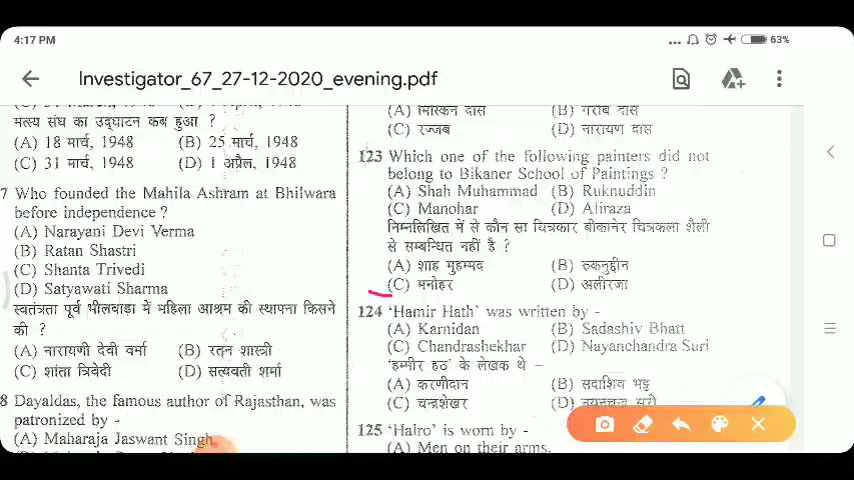 4:17 PM
63%
Investigator_67_27-12-2020_evening.pdf
मत्स्य संघ का उद्घाटन कब हुआ ?
(A) 18 मार्च, 1948 (B) 25 मार्च, 1948
(C) 31 मार्च, 1948 (D) 1 अप्रैल, 1948
7 Who founded the Mahila Ashram at Bhilwara
before independence ?
(A) Narayani Devi Verma
(B) Ratan Shastri
(C) Shanta Trivedi
(D) Satyawati Sharma
स्वतंत्रता पूर्व भीलवाड़ा में महिला आश्रम की स्थापना किसने
की ?
(A) नारायणी देवी वर्मा (B) रत्न शास्त्री
(C) शांता त्रिवेदी (D) सत्यवती शर्मा
8 Dayaldas, the famous author of Rajasthan, was
patronized by -
(A) Maharaja Jaswant Singh
(A) मिस्किन दास (B) गरीब दास
(C) रज्जब (D) नारायण दास
123 Which one of the following painters did not
belong to Bikaner School of Paintings ?
(A) Shah Muhammad (B) Ruknuddin
(C) Manohar (D) Aliraza
निम्नलिखित में से कौन सा चित्रकार बीकानेर चित्रकला शैली
से सम्बन्धित नहीं है ?
(A) शाह मुहम्मद (B) रुकनुद्दीन
(C) मनोहर (D) अलीरजा
124 'Hamir Hath' was written by -
(A) Karnidan (B) Sadashiv Bhatt
(C) Chandrashekhar (D) Nayanchandra Suri
'हम्मीर हठ' के लेखक थे -
(A) करणीदान (B) सदाशिव भट्ट
(C) चन्द्रशेखर (D) नयनचन्द्र सूरी
125 'Halro' is worn by -
(A) Men on their arms.